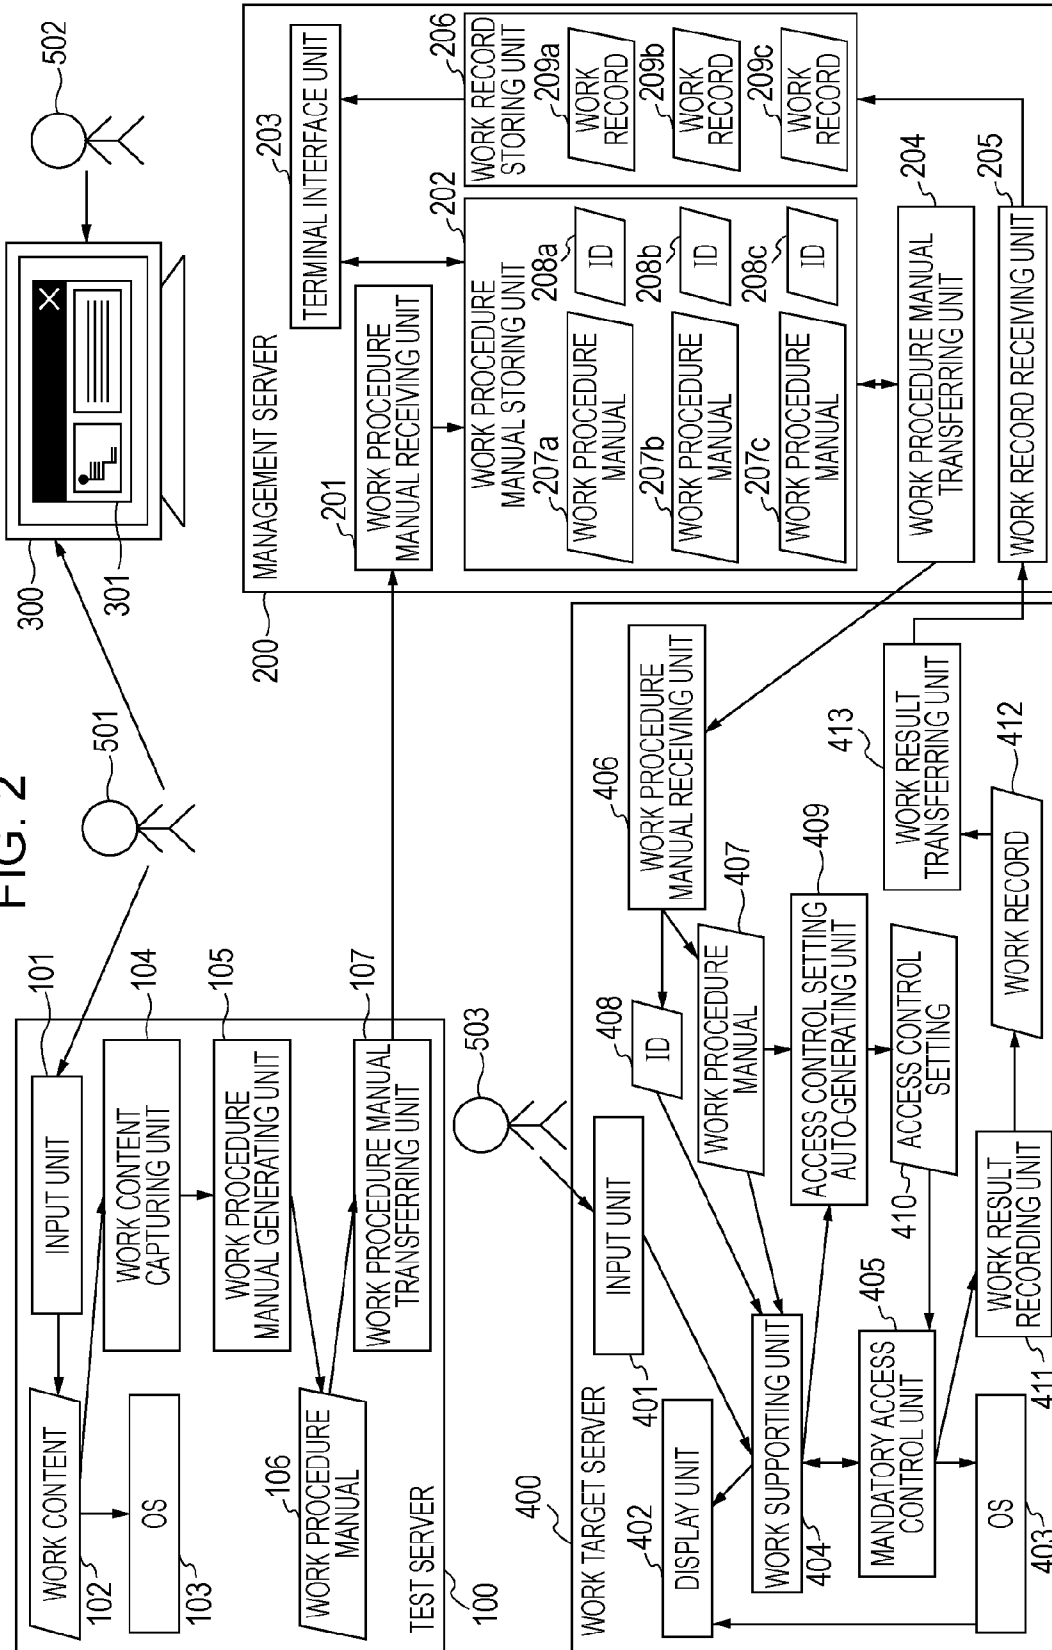 FIG. 2
501
502
300
301
101
INPUT UNIT
WORK CONTENT
102
OS
103
104
WORK CONTENT
CAPTURING UNIT
105
WORK PROCEDURE
MANUAL GENERATING UNIT
106
WORK PROCEDURE
MANUAL
107
WORK PROCEDURE MANUAL
TRANSFERRING UNIT
TEST SERVER
100
MANAGEMENT SERVER
200
203
TERMINAL INTERFACE UNIT
201
WORK PROCEDURE
MANUAL RECEIVING UNIT
202
WORK PROCEDURE
MANUAL STORING UNIT
207a
WORK PROCEDURE
MANUAL
208a
ID
207b
WORK PROCEDURE
MANUAL
208b
ID
207c
WORK PROCEDURE
MANUAL
208c
ID
206
WORK RECORD
STORING UNIT
209a
WORK
RECORD
209b
WORK
RECORD
209c
WORK
RECORD
204
WORK PROCEDURE MANUAL
TRANSFERRING UNIT
205
WORK RECORD RECEIVING UNIT
503
WORK TARGET SERVER
400
INPUT UNIT
401
402
DISPLAY UNIT
406
WORK PROCEDURE
MANUAL RECEIVING UNIT
408
ID
407
WORK PROCEDURE
MANUAL
WORK SUPPORTING UNIT
404
409
ACCESS CONTROL SETTING
AUTO-GENERATING UNIT
405
MANDATORY ACCESS
CONTROL UNIT
410
ACCESS CONTROL
SETTING
413
WORK RESULT
TRANSFERRING UNIT
412
WORK RECORD
WORK RESULT
RECORDING UNIT
411
OS
403